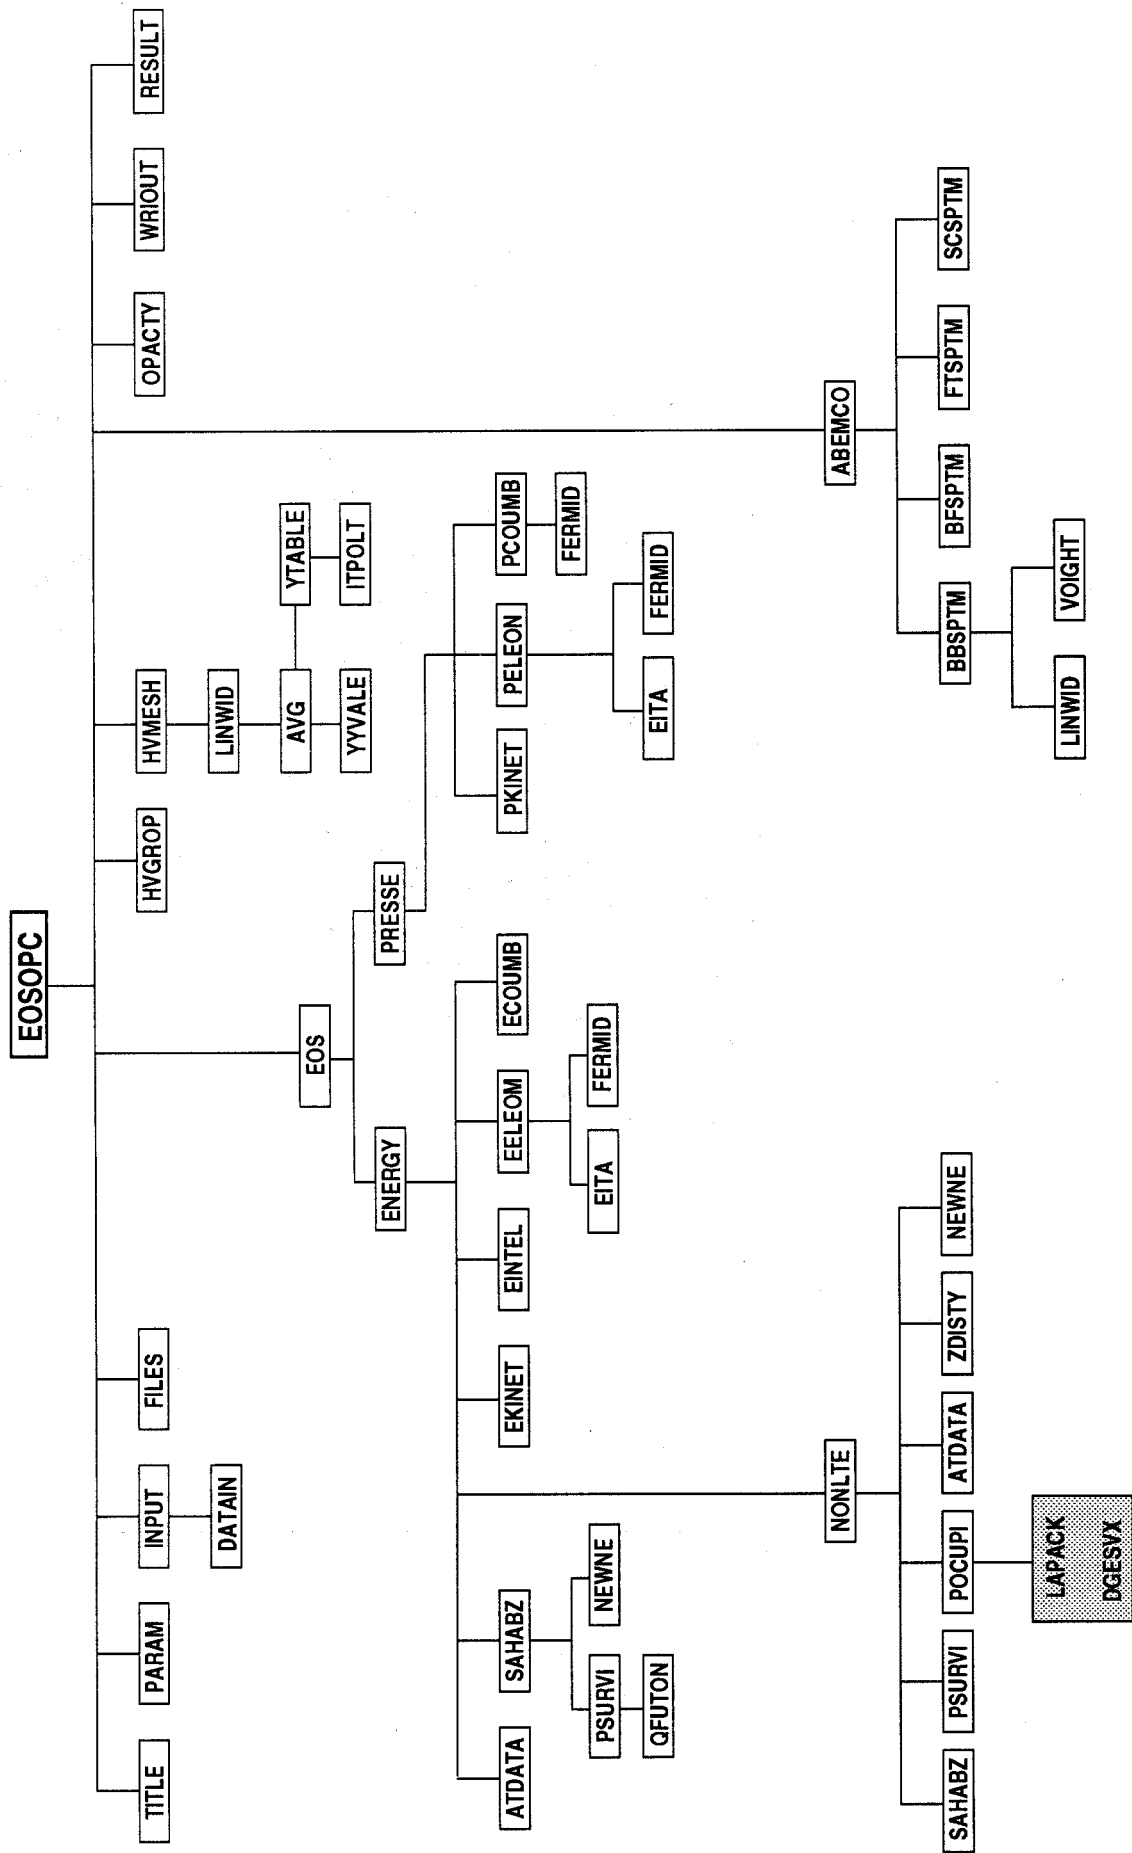 EOSOPC
TITLE
PARAM
INPUT
FILES
HVGROP
HVMESH
OPACTY
WRIOUT
RESULT
DATAIN
LINWID
EOS
AVG
YTABLE
YYVALE
ITPOLT
ENERGY
PRESSE
ATDATA
SAHABZ
EKINET
EINTEL
EELEOM
ECOUMB
PKINET
PELEON
PCOUMB
PSURVI
NEWNE
EITA
FERMID
FERMID
QFUTON
EITA
FERMID
NONLTE
ABEMCO
SAHABZ
PSURVI
POCUPI
ATDATA
ZDISTY
NEWNE
BBSPTM
BFSPTM
FTSPTM
SCSPTM
LAPACK
DGESVX
LINWID
VOIGHT